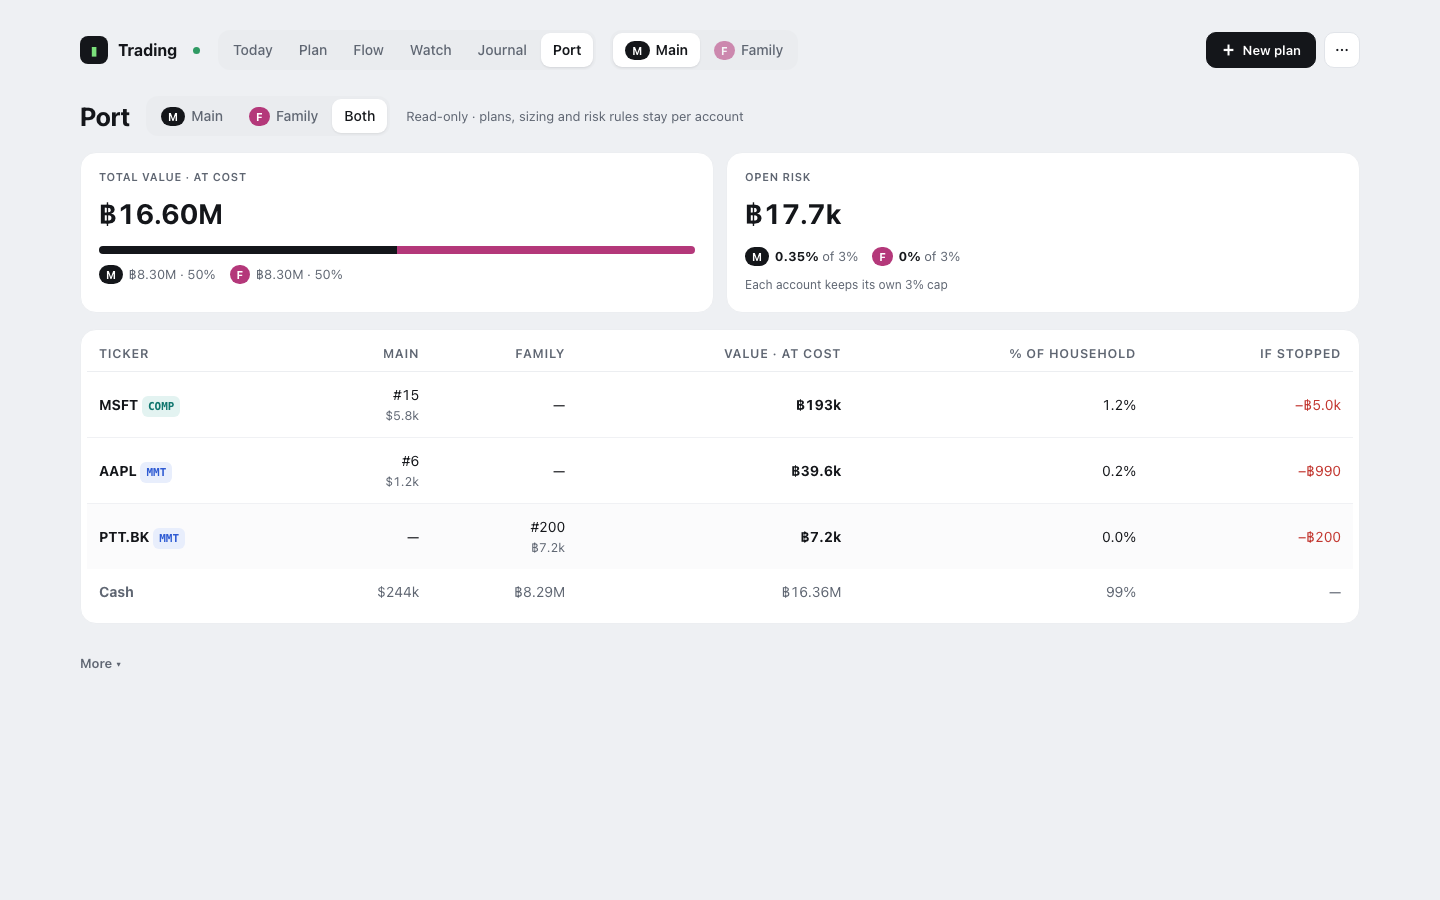 Trading Today Plan Flow Watch Journal Port M Main F Family + New plan ···
Port M Main F Family Both Read-only · plans, sizing and risk rules stay per account
TOTAL VALUE · AT COST
฿16.60M
M ฿8.30M · 50% F ฿8.30M · 50%
OPEN RISK
฿17.7k
M 0.35% of 3% F 0% of 3%
Each account keeps its own 3% cap
TICKER MAIN FAMILY VALUE · AT COST % OF HOUSEHOLD IF STOPPED
MSFT COMP #15 — ฿193k 1.2% –฿5.0k
$5.8k
AAPL MMT #6 — ฿39.6k 0.2% –฿990
$1.2k
PTT.BK MMT — #200 ฿7.2k 0.0% –฿200
฿7.2k
Cash $244k ฿8.29M ฿16.36M 99% —
More ▾